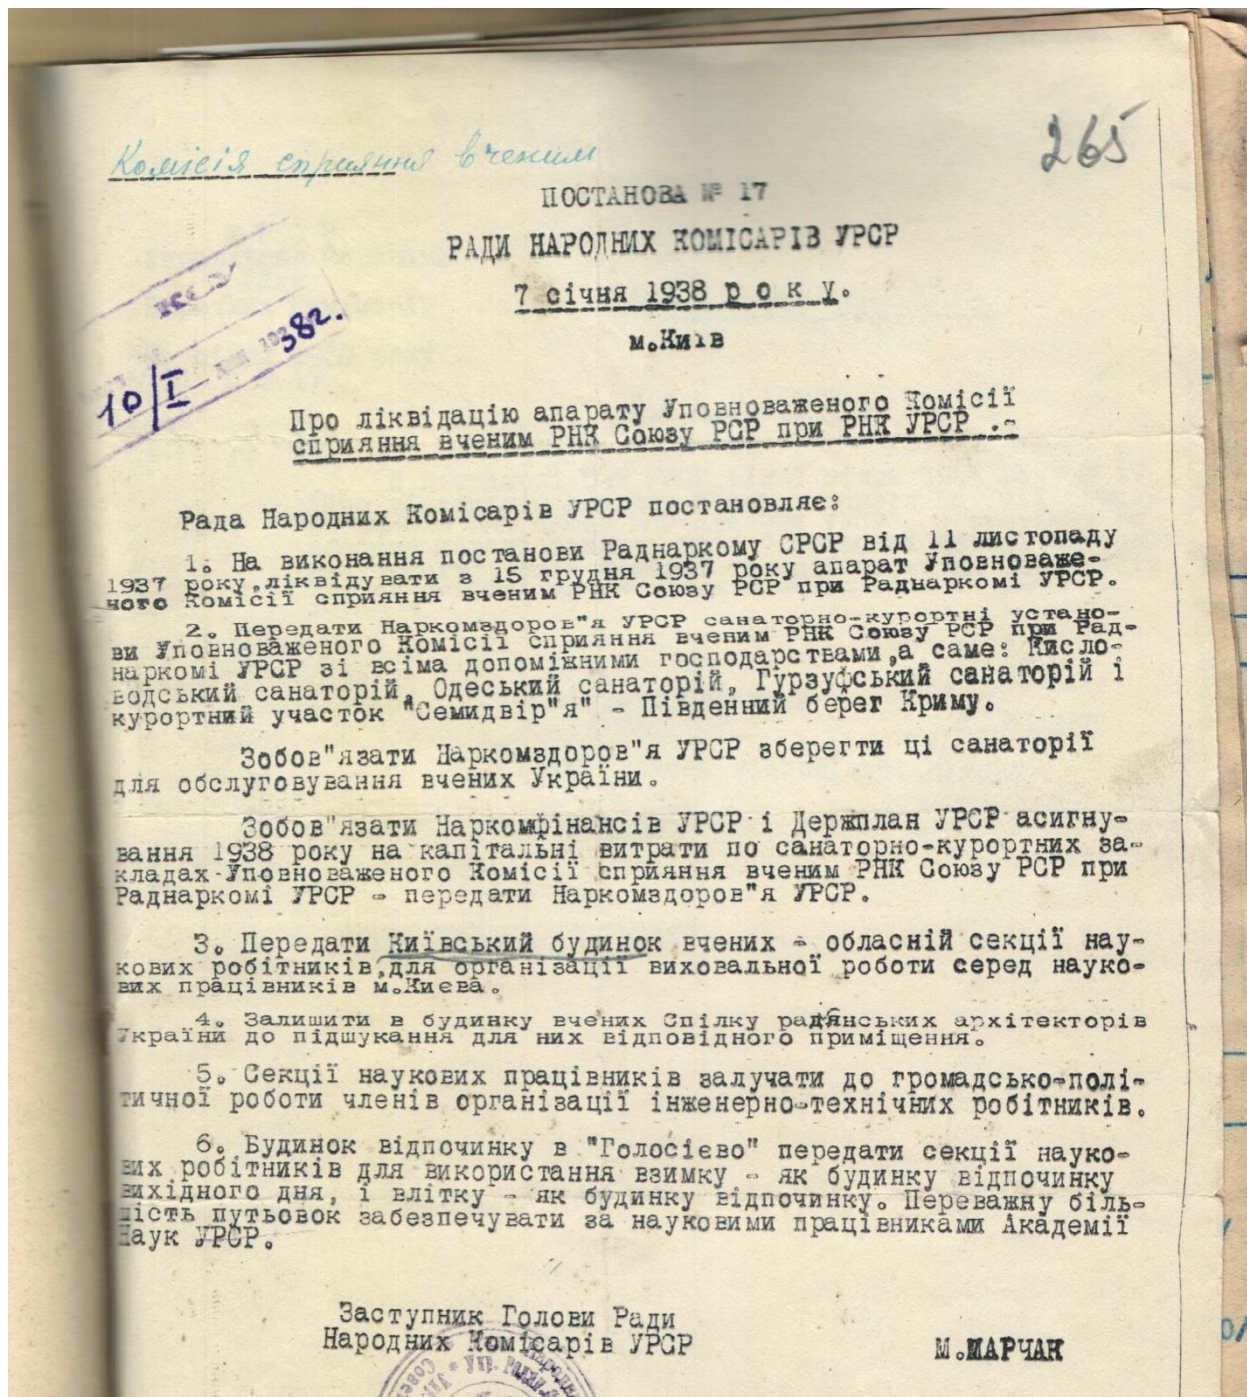 265
Комісія сприяння вченим
ПОСТАНОВА № 17
РАДИ НАРОДНИХ КОМІСАРІВ УРСР
7 січня 1938 р о к у.
м.Київ
10/I 38г.
Про ліквідацію апарату Уповноваженого Комісії
сприяння вченим РНК Союзу РСР при РНК УРСР .-
Рада Народних Комісарів УРСР постановляє:
1. На виконання постанови Раднаркому СРСР від 11 листопаду
1937 року,ліквідувати з 15 грудня 1937 року апарат Уповноваже-
ного Комісії сприяння вченим РНК Союзу РСР при Раднаркомі УРСР.
2. Передати Наркомздоров"я УРСР санаторно-курортні устано-
ви Уповноваженого Комісії сприяння вченим РНК Союзу РСР при Рад-
наркомі УРСР зі всіма допоміжними господарствами,а саме: Кисло-
водський санаторій, Одеський санаторій, Гурзуфський санаторій і
курортний участок "Семидвір"я" - Південний берег Криму.
Зобов"язати Наркомздоров"я УРСР зберегти ці санаторії
для обслуговування вчених України.
Зобов"язати Наркомфінансів УРСР і Держплан УРСР асигну-
вання 1938 року на капітальні витрати по санаторно-курортних за-
кладах Уповноваженого Комісії сприяння вченим РНК Союзу РСР при
Раднаркомі УРСР - передати Наркомздоров"я УРСР.
3. Передати Київський будинок вчених - обласній секції нау-
кових робітників,для організації виховальної роботи серед науко-
вих працівників м.Києва.
4. Залишити в будинку вчених Спілку радянських архітекторів
України до підшукання для них відповідного приміщення.
5. Секції наукових працівників залучати до громадсько-полі-
тичної роботи членів організації інженерно-технічних робітників.
6. Будинок відпочинку в "Голосієво" передати секції науко-
вих робітників для використання взимку - як будинку відпочинку
вихідного дня, і влітку - як будинку відпочинку. Переважну біль-
шість путьовок забезпечувати за науковими працівниками Академії
Наук УРСР.
Заступник Голови Ради
Народних Комісарів УРСР
М.МАРЧАК